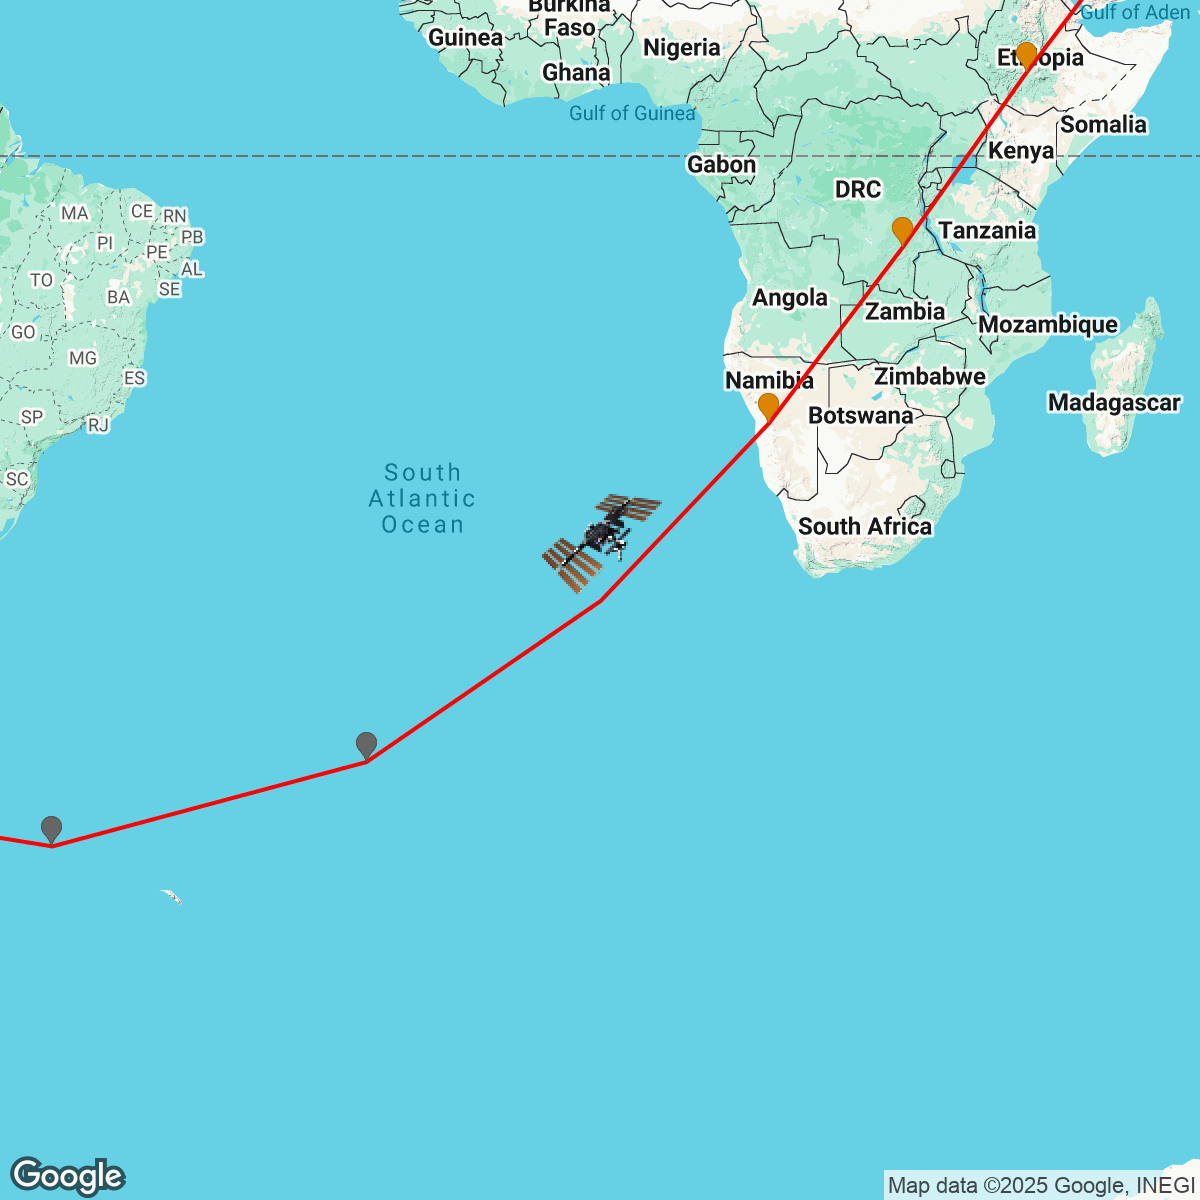 Burkina
Faso
Guinea
Nigeria
Ghana
Gulf of Guinea
Gulf of Aden
Somalia
Kenya
Gabon
DRC
Tanzania
MA
CE
RN
PB
PI
PE
AL
TO
SE
BA
GO
MG
ES
SP
RJ
SC
Angola
Zambia
Mozambique
Namibia
Zimbabwe
Botswana
Madagascar
South
Atlantic
Ocean
South Africa
Google
Map data ©2025 Google, INEGI